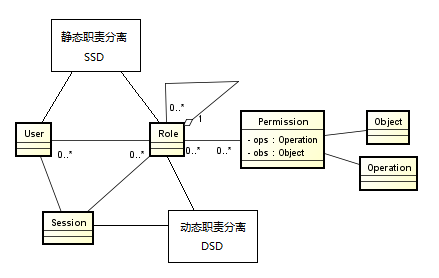 静态职责分离
SSD
0..*
1
User
Role
Permission
- ops : Operation
- obs : Object
Object
Operation
0..*
0..*
0..*
0..*
Session
动态职责分离
DSD